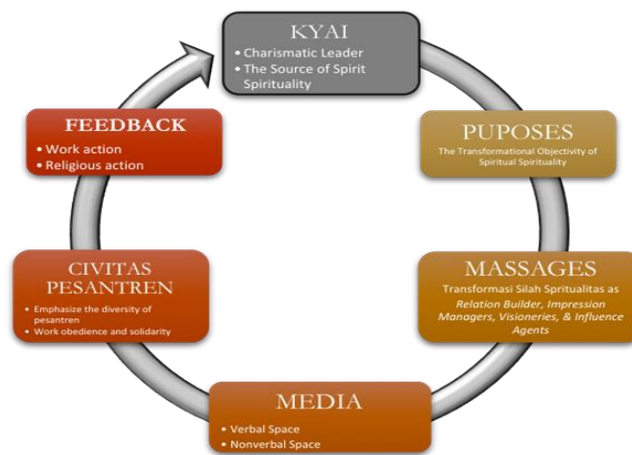 KYAI
• Charismatic Leader
• The Source of Spirit
Spirituality
PUPOSES
The Transformational Objectivity of
Spiritual Spirituality
MASSAGES
Transformasi Silah Spritualitas as
Relation Builder, Impression
Managers, Visioneries, & Influence
Agents
MEDIA
• Verbal Space
• Nonverbal Space
CIVITAS
PESANTREN
• Emphasize the diversity of
pesantren
• Work obedience and solidarity
FEEDBACK
• Work action
• Religious action